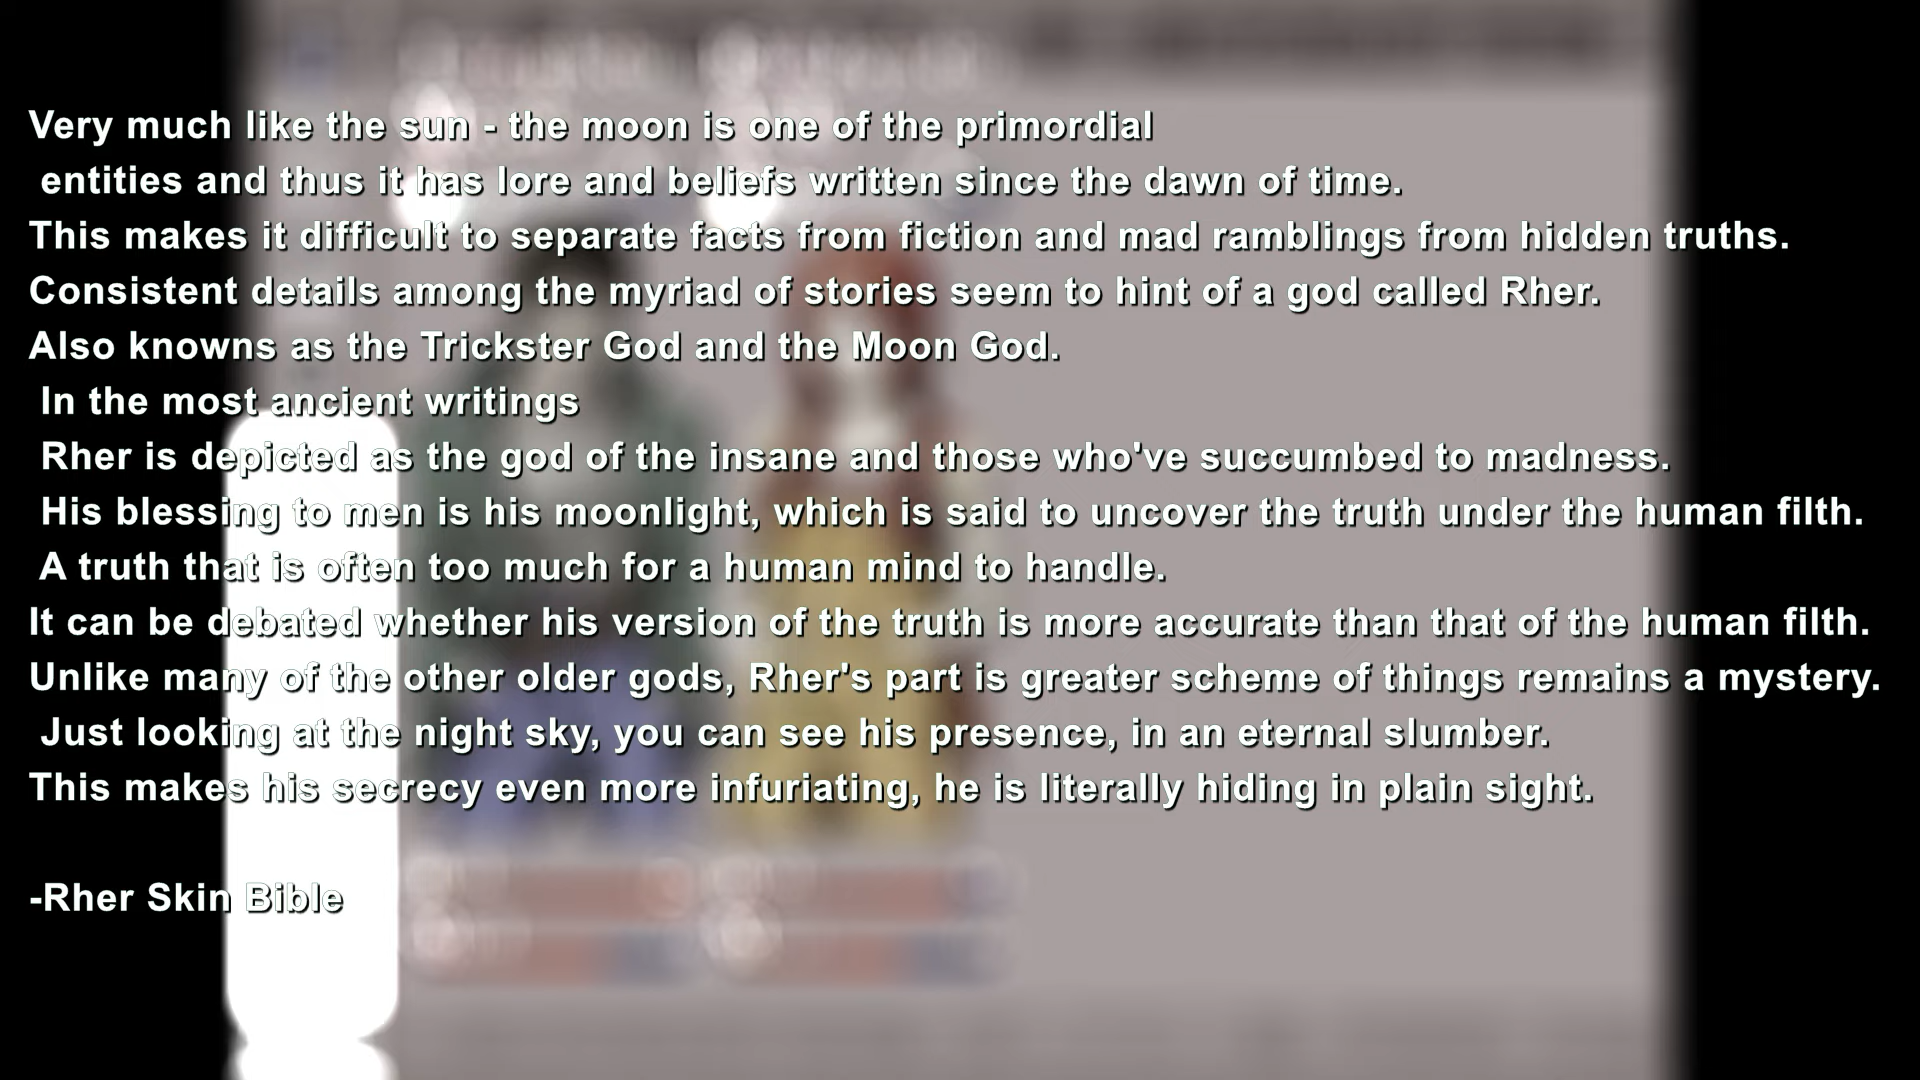 Very much like the sun - the moon is one of the primordial
entities and thus it has lore and beliefs written since the dawn of time.
This makes it difficult to separate facts from fiction and mad ramblings from hidden truths.
Consistent details among the myriad of stories seem to hint of a god called Rher.
Also knowns as the Trickster God and the Moon God.
In the most ancient writings
Rher is depicted as the god of the insane and those who've succumbed to madness.
His blessing to men is his moonlight, which is said to uncover the truth under the human filth.
A truth that is often too much for a human mind to handle.
It can be debated whether his version of the truth is more accurate than that of the human filth.
Unlike many of the other older gods, Rher's part is greater scheme of things remains a mystery.
Just looking at the night sky, you can see his presence, in an eternal slumber.
This makes his secrecy even more infuriating, he is literally hiding in plain sight.
-Rher Skin Bible